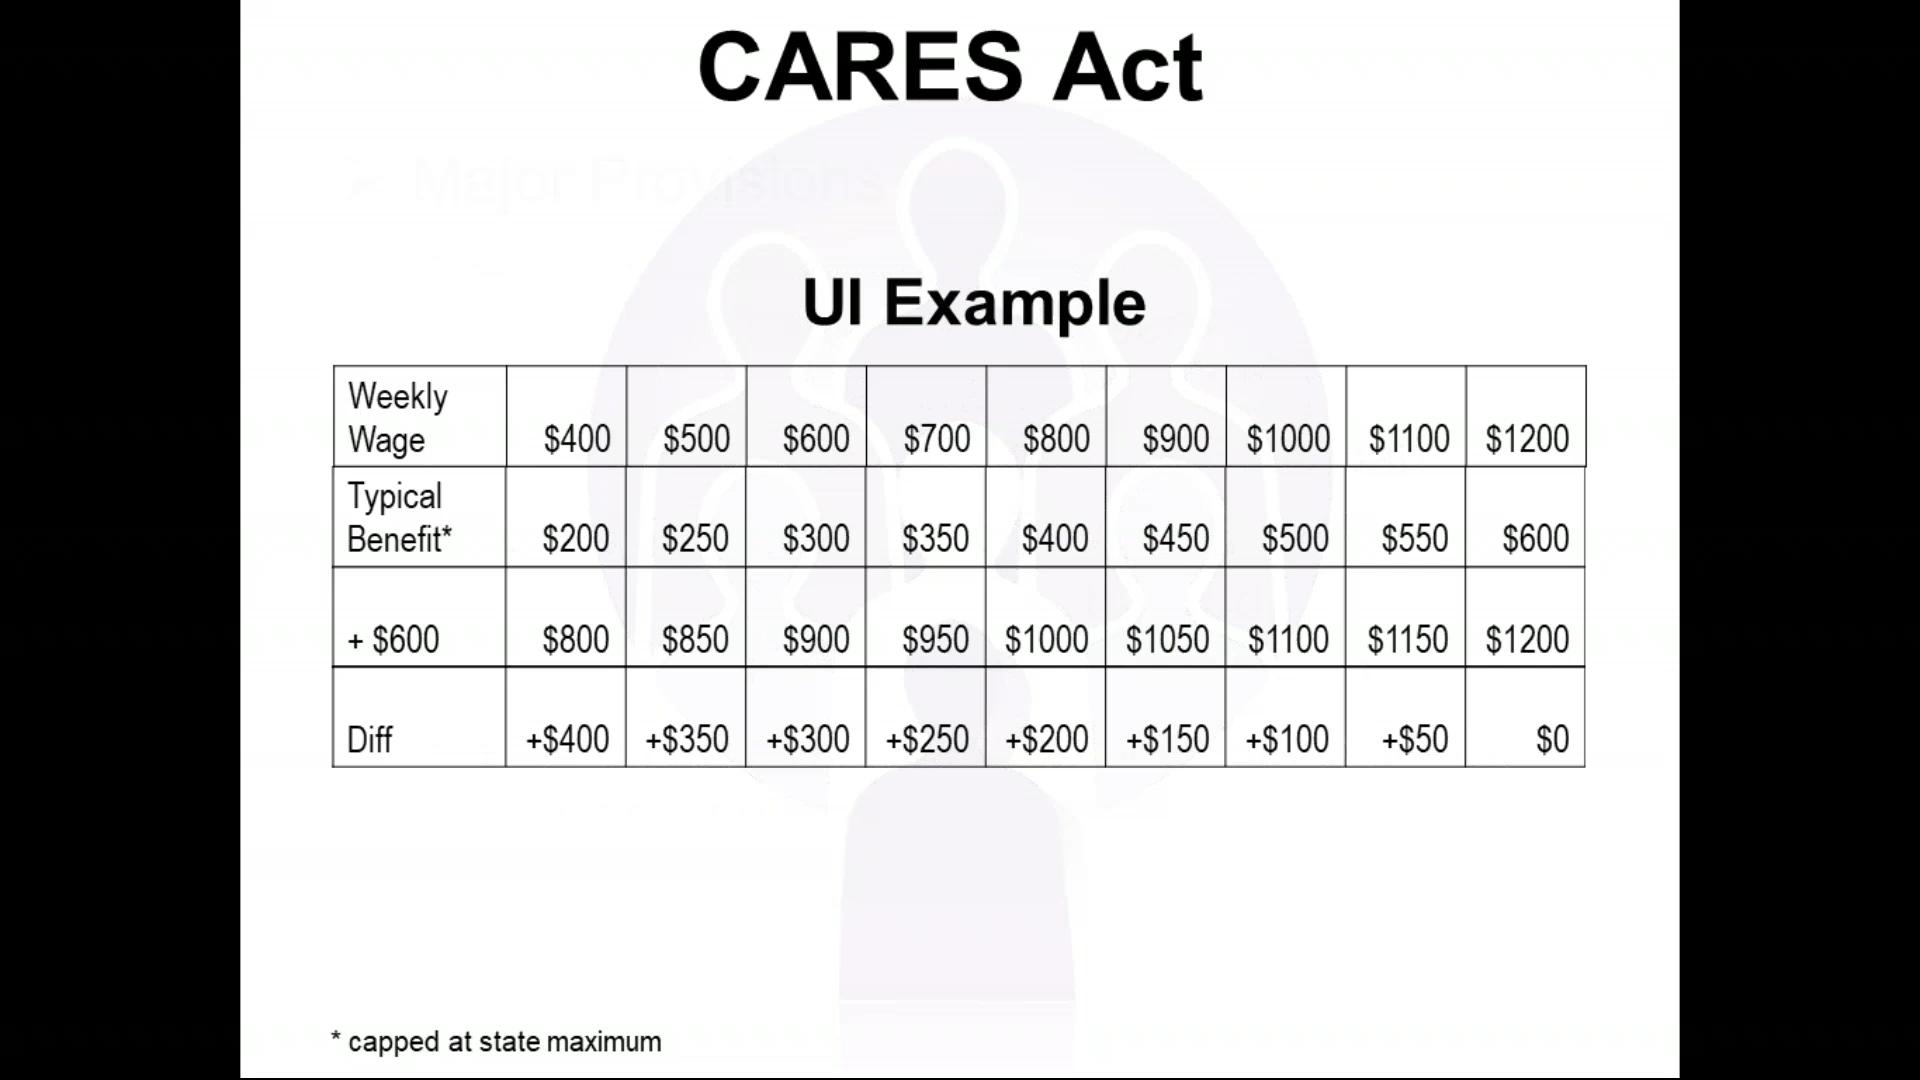 CARES Act
Major Provisions
UI Example
Weekly Wage $400 $500 $600 $700 $800 $900 $1000 $1100 $1200
Typical Benefit* $200 $250 $300 $350 $400 $450 $500 $550 $600
+ $600 $800 $850 $900 $950 $1000 $1050 $1100 $1150 $1200
Diff +$400 +$350 +$300 +$250 +$200 +$150 +$100 +$50 $0
* capped at state maximum